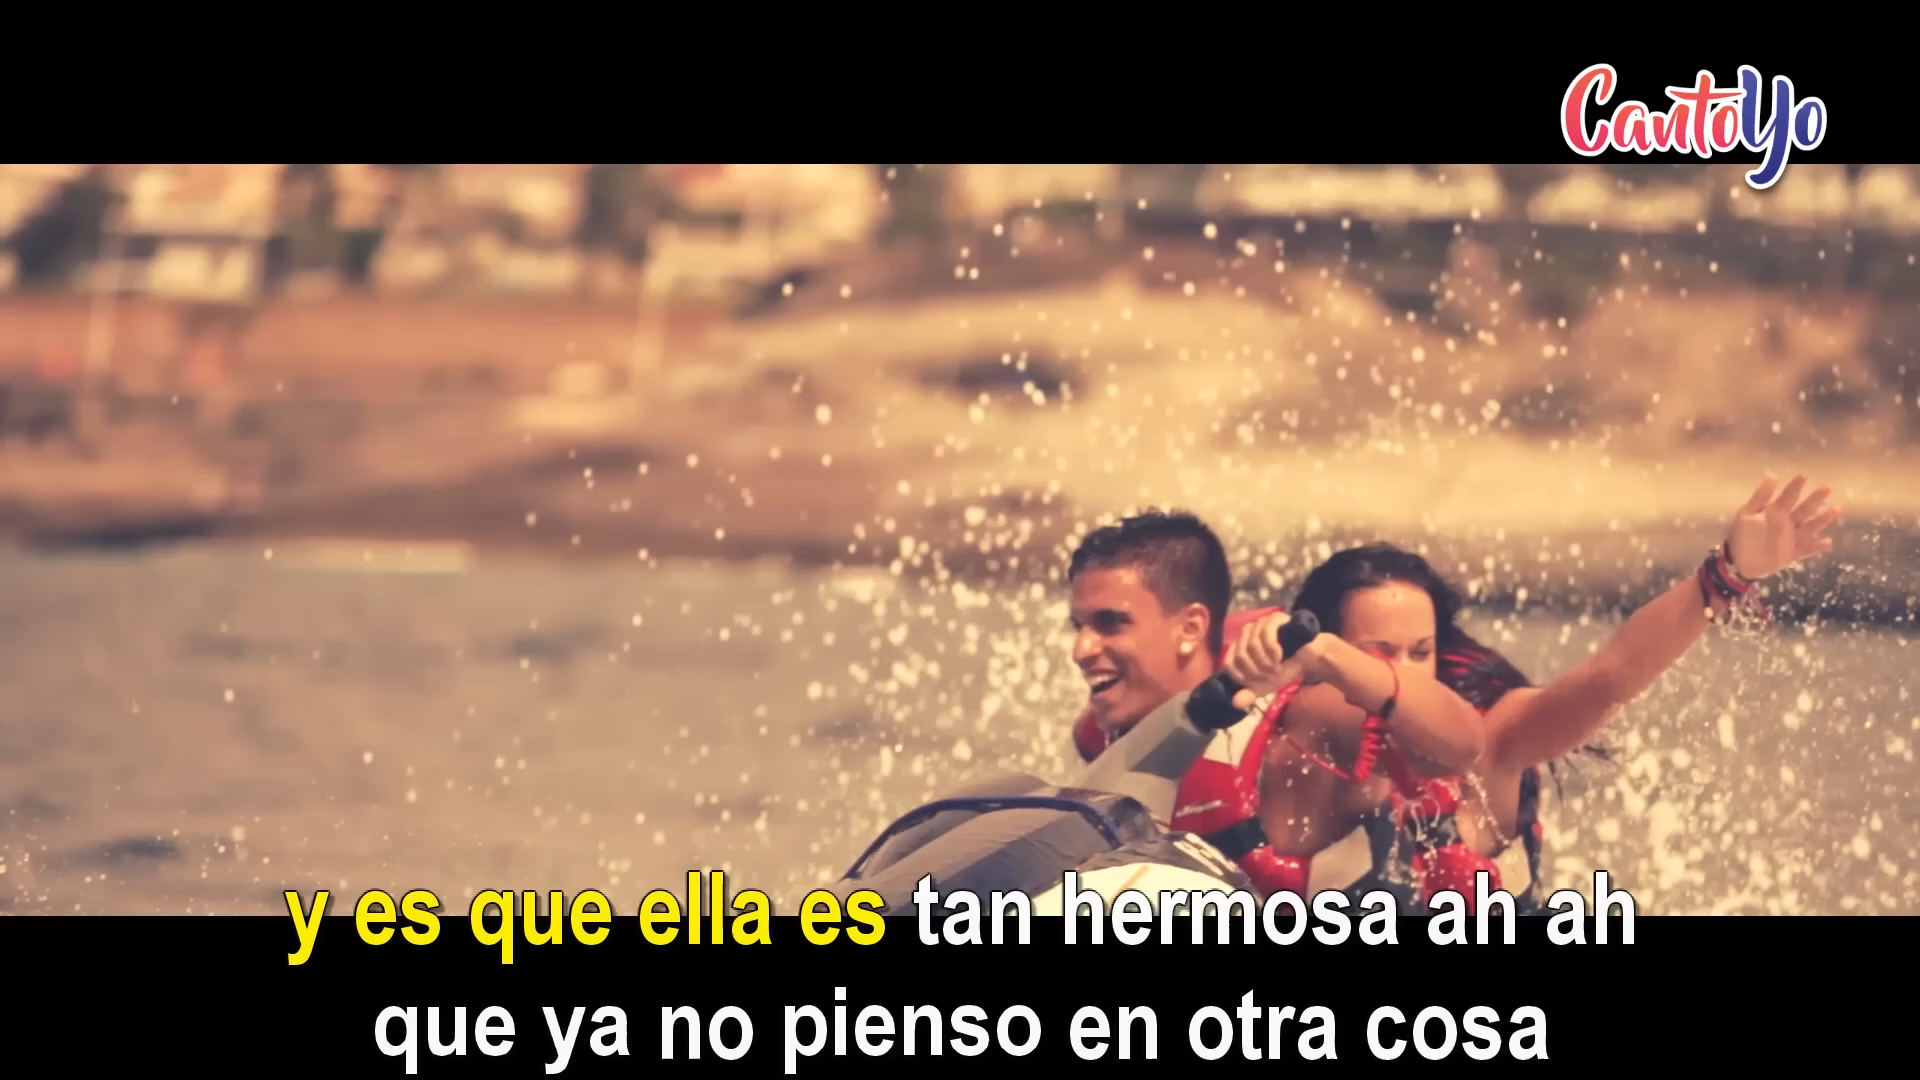 CantoYo
y es que ella es tan hermosa ah ah
que ya no pienso en otra cosa